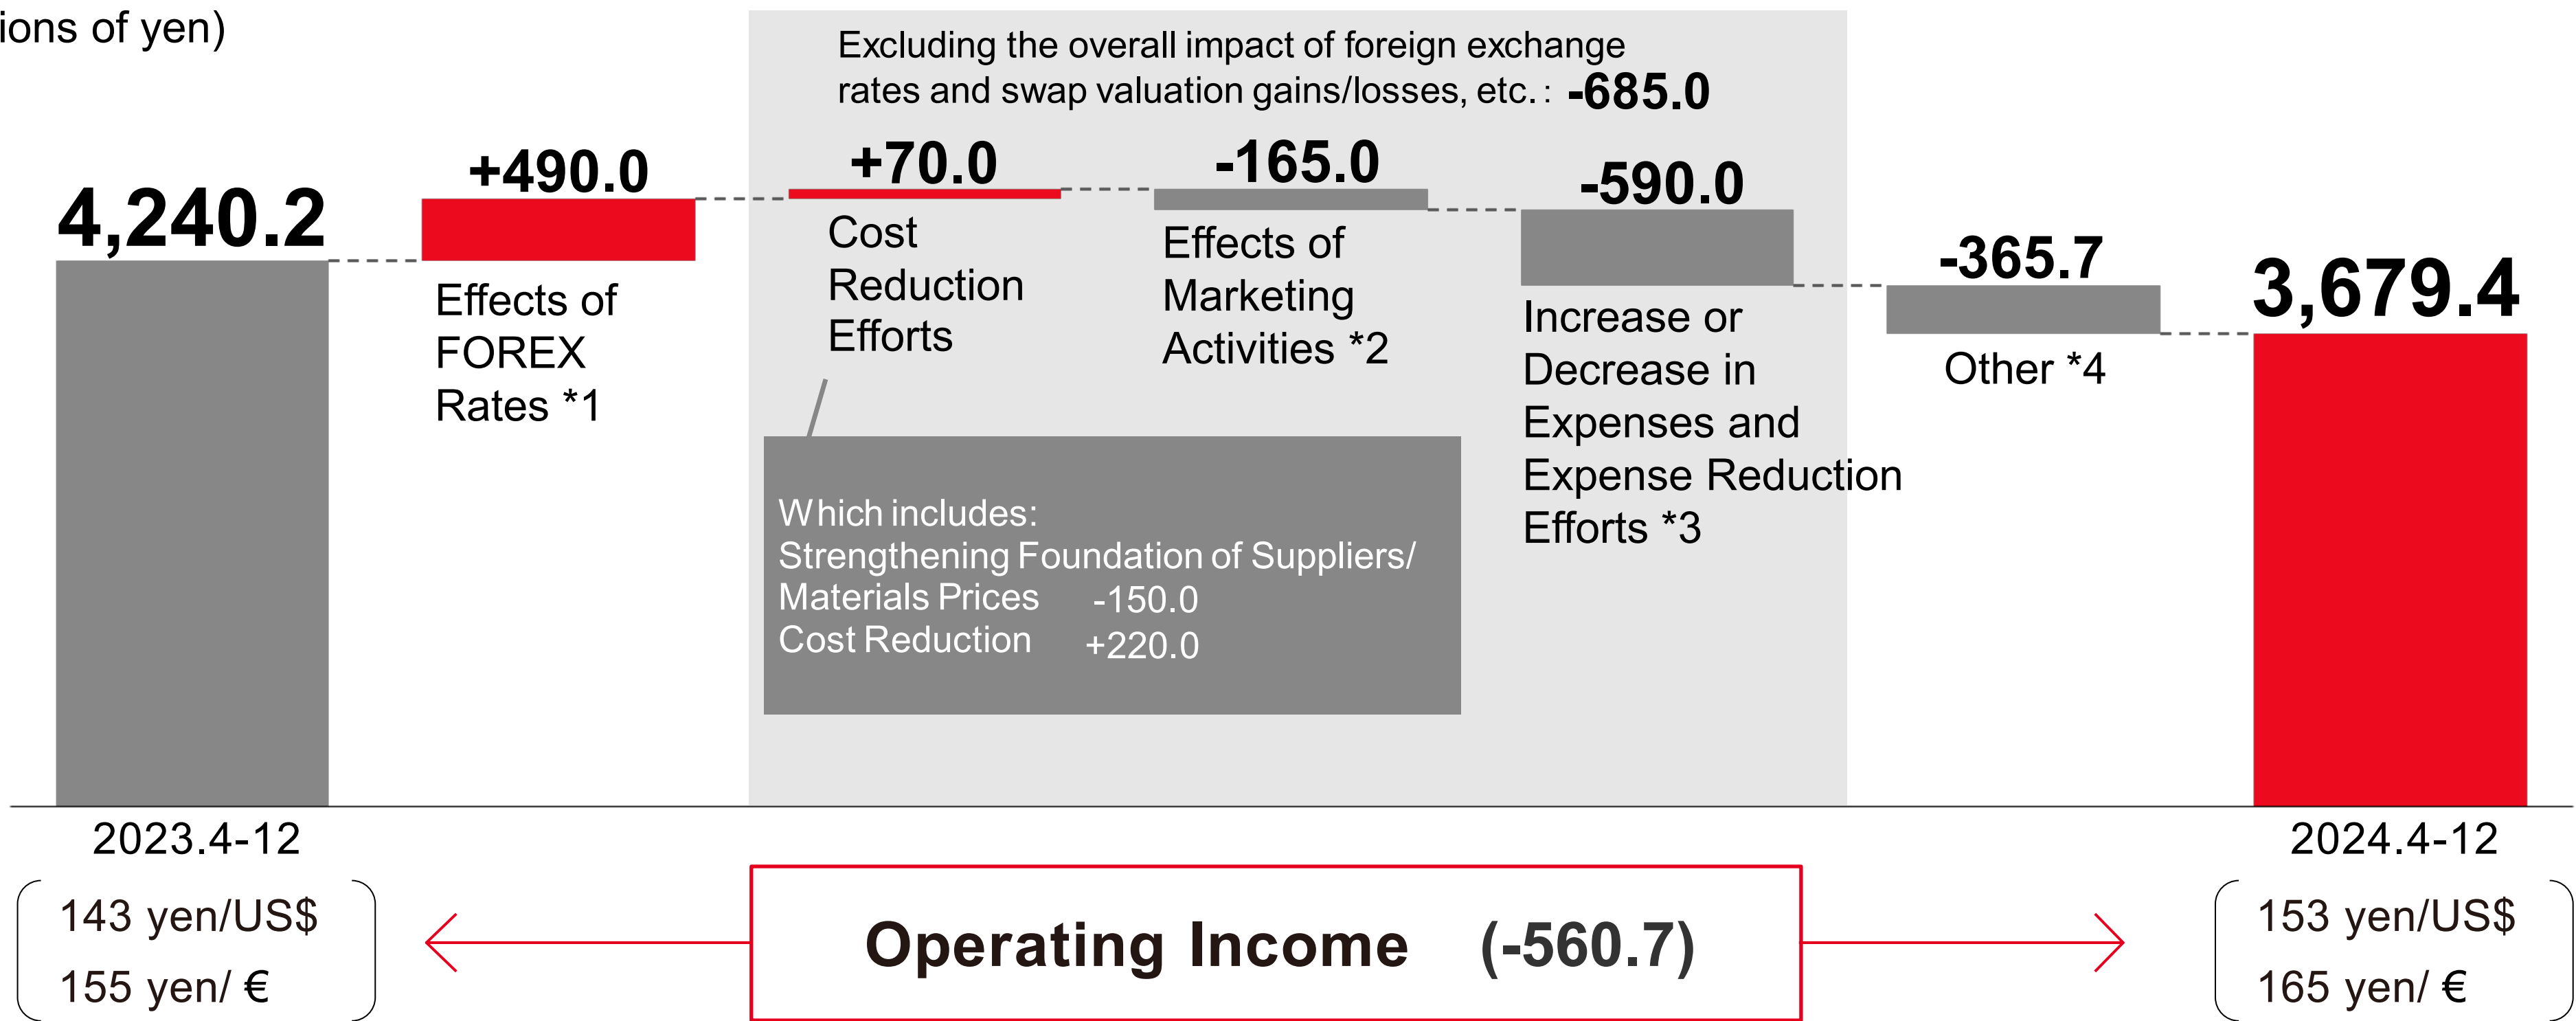 ions of yen)
Excluding the overall impact of foreign exchange
rates and swap valuation gains/losses, etc. : -685.0
4,240.2
+490.0
Effects of
FOREX
Rates *1
+70.0
Cost
Reduction
Efforts
-165.0
Effects of
Marketing
Activities *2
-590.0
Increase or
Decrease in
Expenses and
Expense Reduction
Efforts *3
-365.7
Other *4
3,679.4
Which includes:
Strengthening Foundation of Suppliers/
Materials Prices -150.0
Cost Reduction +220.0
2023.4-12
143 yen/US$
155 yen/ €
Operating Income (-560.7)
2024.4-12
153 yen/US$
165 yen/ €